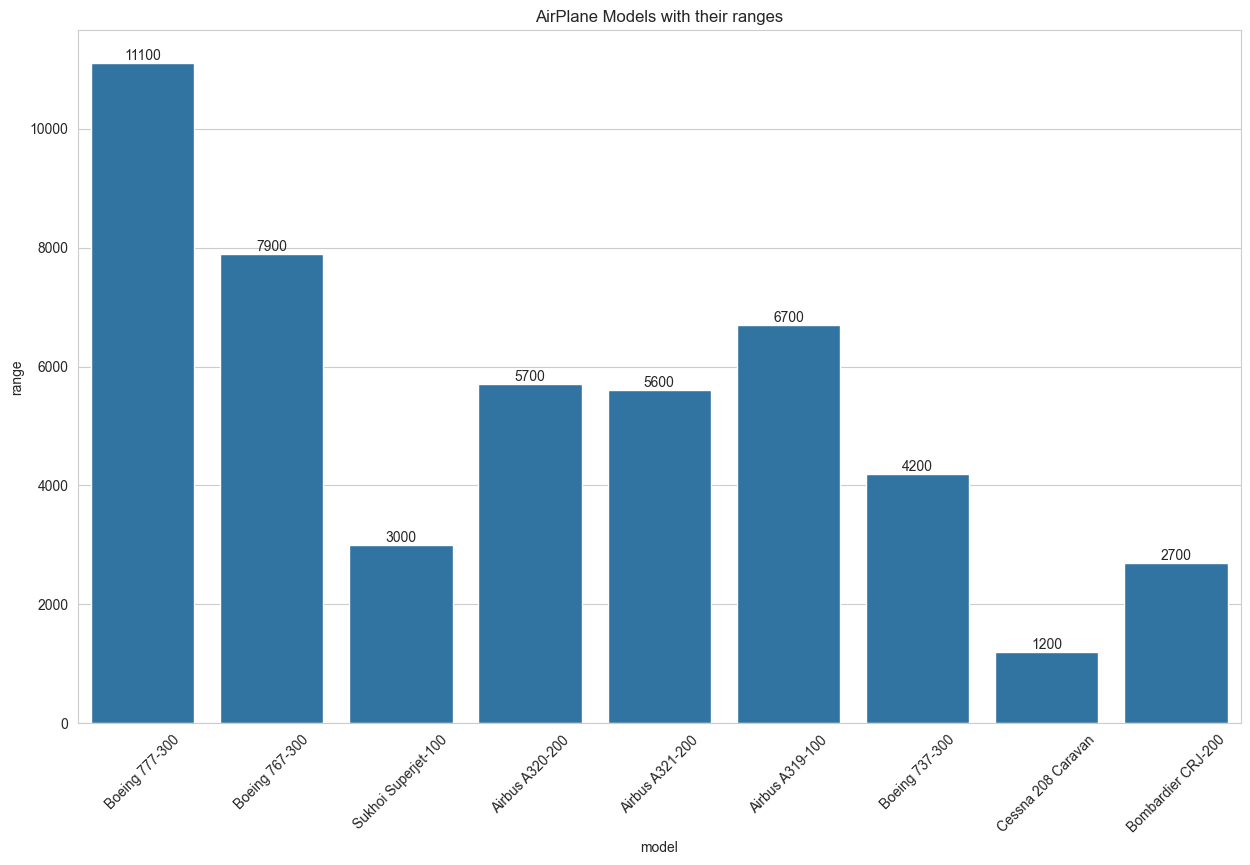 AirPlane Models with their ranges
11100
10000
8000
7900
6700
6000
5700
5600
range
4200
4000
3000
2700
2000
1200
0
Boeing 777-300
Boeing 767-300
Sukhoi Superjet-100
Airbus A320-200
Airbus A321-200
Airbus A319-100
Boeing 737-300
Cessna 208 Caravan
Bombardier CRJ-200
model